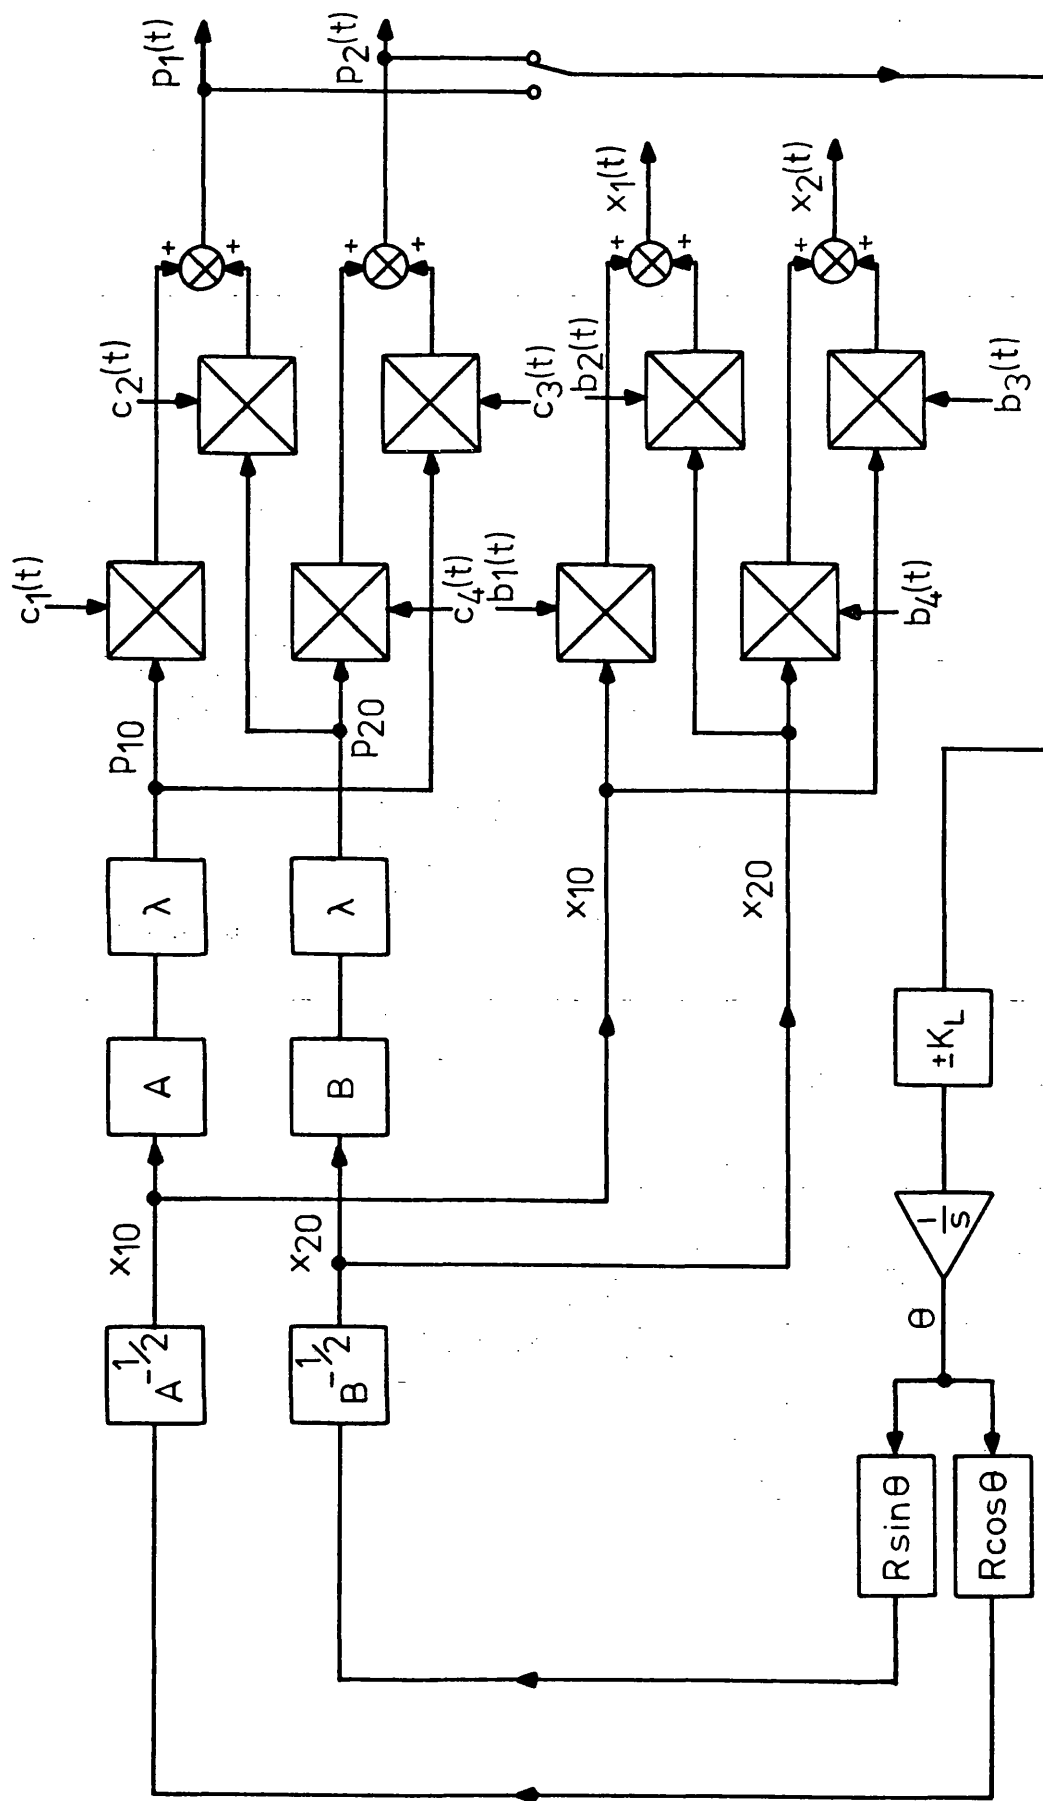 p1(t)
p2(t)
x1(t)
x2(t)
+
+
+
+
+
+
+
+
c2(t)
c3(t)
b2(t)
b3(t)
c1(t)
c4(t)
b1(t)
b4(t)
p10
p20
x10
x20
λ
λ
A
B
±KL
x10
x20
1/s
θ
A-1/2
B-1/2
R sinθ
R cosθ